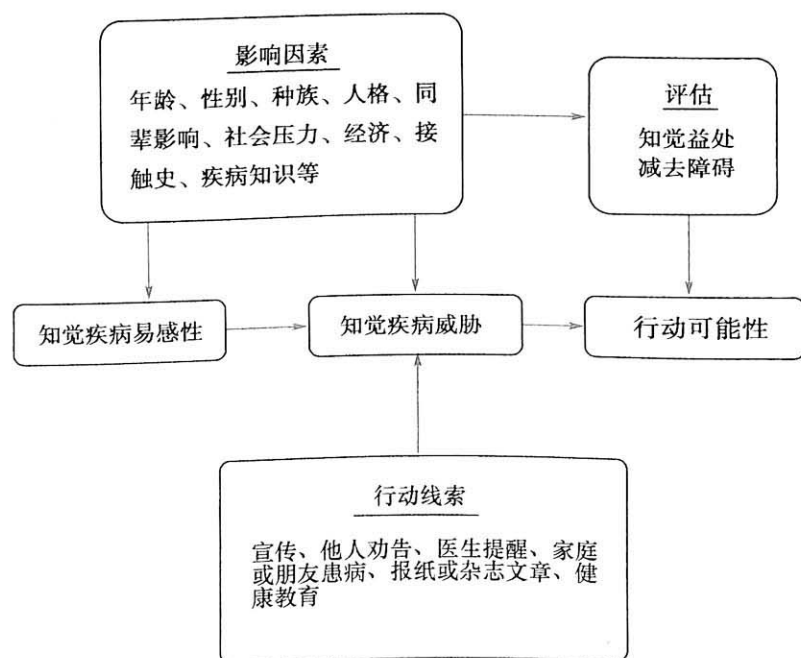 影响因素
年龄、性别、种族、人格、同
辈影响、社会压力、经济、接
触史、疾病知识等
评估
知觉益处
减去障碍
知觉疾病易感性
知觉疾病威胁
行动可能性
行动线索
宣传、他人劝告、医生提醒、家庭
或朋友患病、报纸或杂志文章、健
康教育